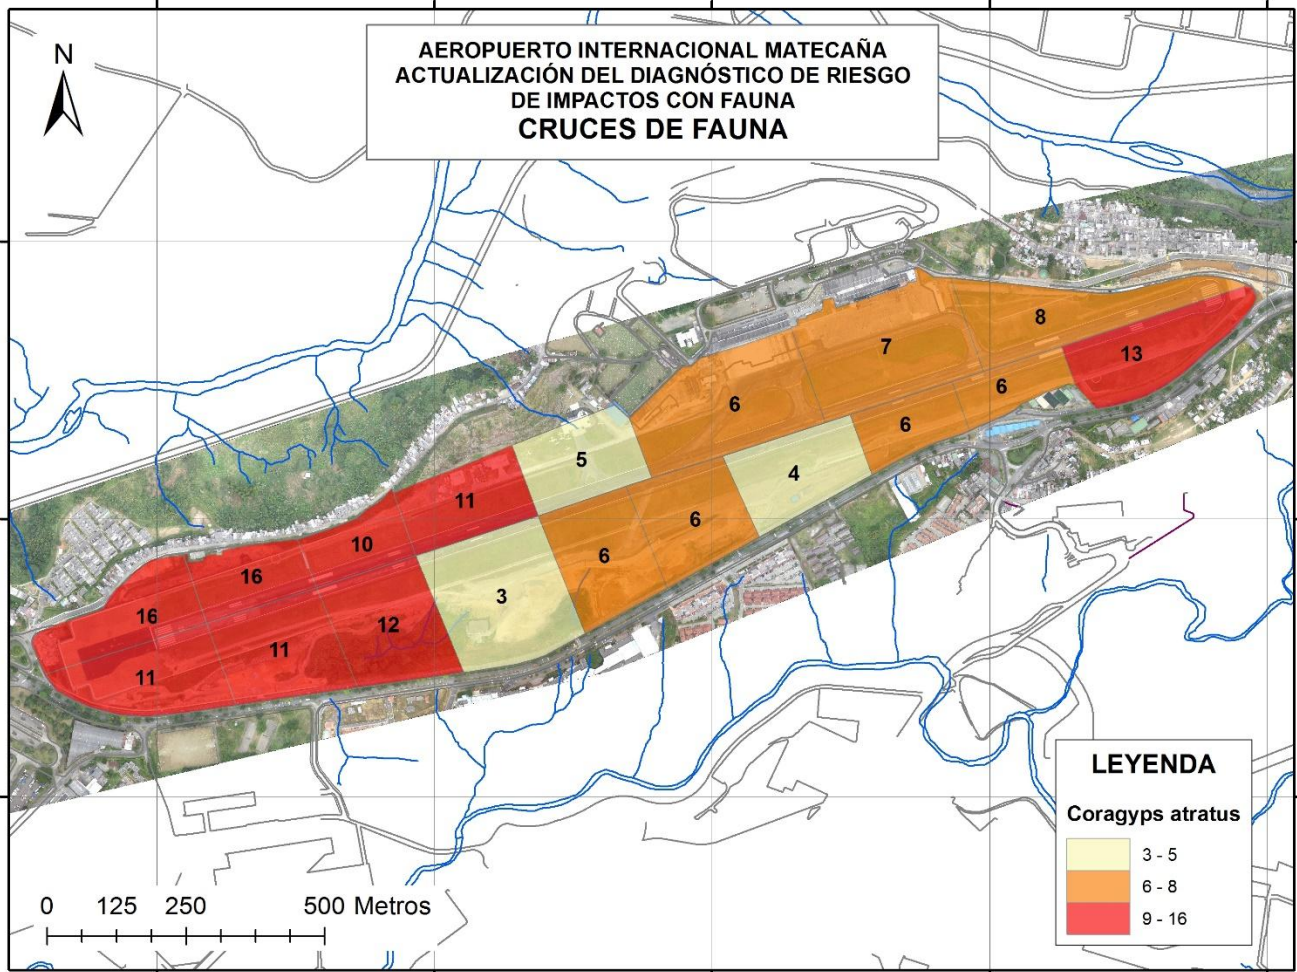 AEROPUERTO INTERNACIONAL MATECAÑA
ACTUALIZACIÓN DEL DIAGNÓSTICO DE RIESGO
DE IMPACTOS CON FAUNA
CRUCES DE FAUNA
N
8
7
13
6
6
6
5
4
11
6
10
6
16
3
16
12
11
11
LEYENDA
Coragyps atratus
3 - 5
6 - 8
9 - 16
0 125 250 500 Metros